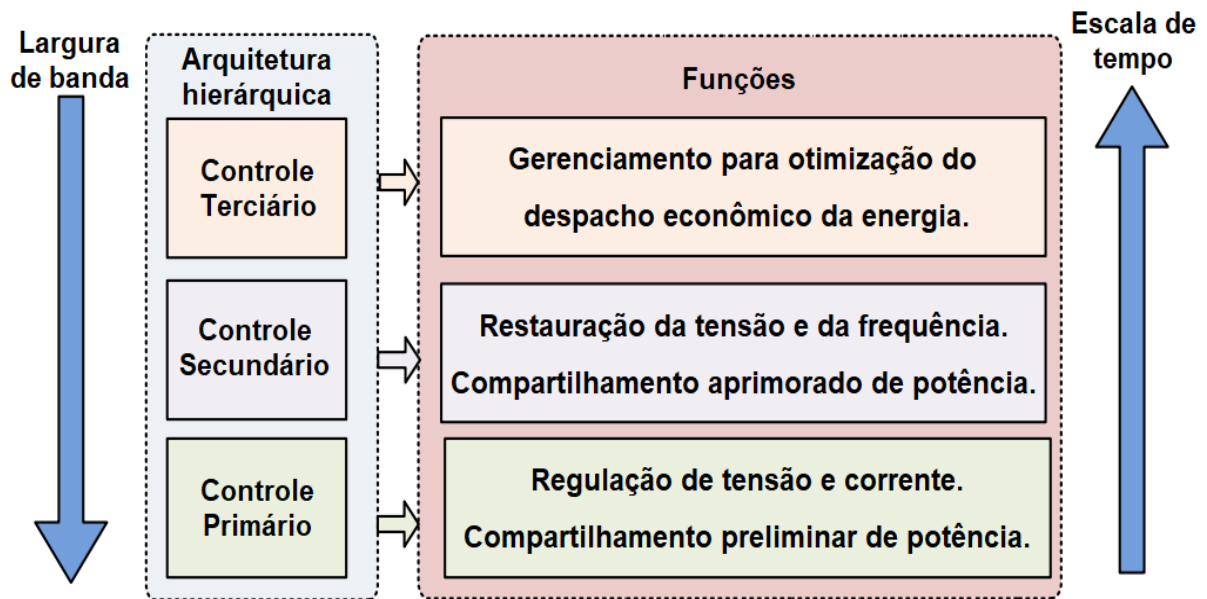 Largura
de banda
Arquitetura
hierárquica
Funções
Escala de
tempo
Controle
Terciário
Gerenciamento para otimização do
despacho econômico da energia.
Controle
Secundário
Restauração da tensão e da frequência.
Compartilhamento aprimorado de potência.
Controle
Primário
Regulação de tensão e corrente.
Compartilhamento preliminar de potência.